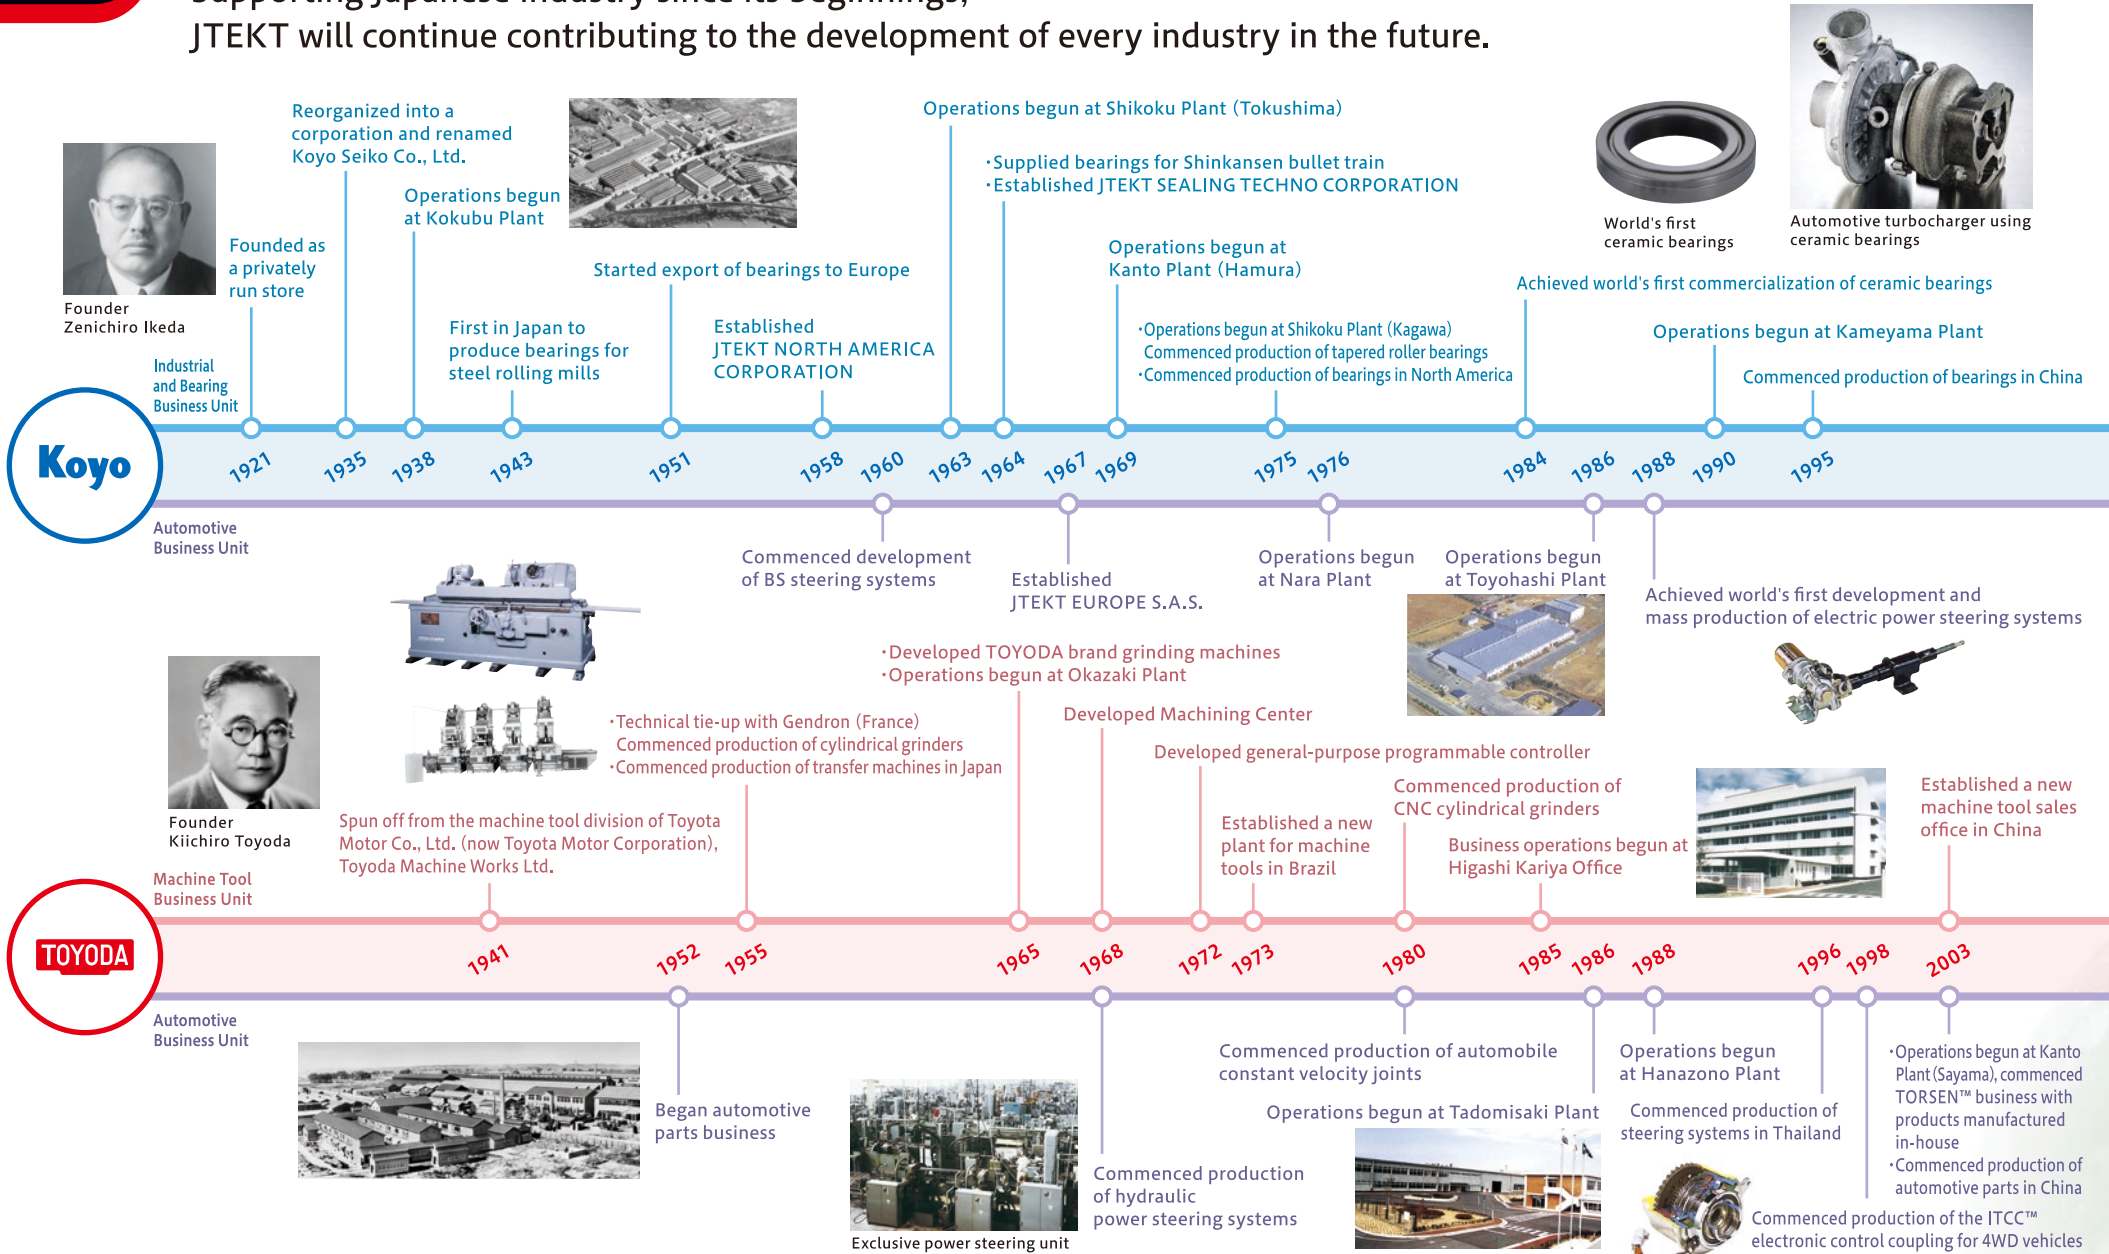 Supporting Japanese industry since its beginnings,
JTEKT will continue contributing to the development of every industry in the future.
Founder
Zenichiro Ikeda
Industrial
and Bearing
Business Unit
Koyo
Founded as
a privately
run store
Reorganized into a
corporation and renamed
Koyo Seiko Co., Ltd.
Operations begun
at Kokubu Plant
First in Japan to
produce bearings for
steel rolling mills
Started export of bearings to Europe
Established
JTEKT NORTH AMERICA
CORPORATION
Operations begun at Shikoku Plant (Tokushima)
・Supplied bearings for Shinkansen bullet train
・Established JTEKT SEALING TECHNO CORPORATION
Operations begun at
Kanto Plant (Hamura)
・Operations begun at Shikoku Plant (Kagawa)
Commenced production of tapered roller bearings
・Commenced production of bearings in North America
World's first
ceramic bearings
Automotive turbocharger using
ceramic bearings
Achieved world's first commercialization of ceramic bearings
Operations begun at Kameyama Plant
Commenced production of bearings in China
1921 1935 1938 1943 1951 1958 1960 1963 1964 1967 1969 1975 1976 1984 1986 1988 1990 1995
Automotive
Business Unit
Commenced development
of BS steering systems
Established
JTEKT EUROPE S.A.S.
Operations begun
at Nara Plant
Operations begun
at Toyohashi Plant
Achieved world's first development and
mass production of electric power steering systems
Founder
Kiichiro Toyoda
Machine Tool
Business Unit
TOYODA
Spun off from the machine tool division of Toyota
Motor Co., Ltd. (now Toyota Motor Corporation),
Toyoda Machine Works Ltd.
・Technical tie-up with Gendron (France)
Commenced production of cylindrical grinders
・Commenced production of transfer machines in Japan
・Developed TOYODA brand grinding machines
・Operations begun at Okazaki Plant
Developed Machining Center
Developed general-purpose programmable controller
Established a new
plant for machine
tools in Brazil
Commenced production of
CNC cylindrical grinders
Business operations begun at
Higashi Kariya Office
Established a new
machine tool sales
office in China
1941 1952 1955 1965 1968 1972 1973 1980 1985 1986 1988 1996 1998 2003
Automotive
Business Unit
Began automotive
parts business
Exclusive power steering unit
Commenced production
of hydraulic
power steering systems
Commenced production of automobile
constant velocity joints
Operations begun at Tadomisaki Plant
Operations begun
at Hanazono Plant
Commenced production of
steering systems in Thailand
Commenced production of the ITCC™
electronic control coupling for 4WD vehicles
・Operations begun at Kanto
Plant (Sayama), commenced
TORSEN™ business with
products manufactured
in-house
・Commenced production of
automotive parts in China